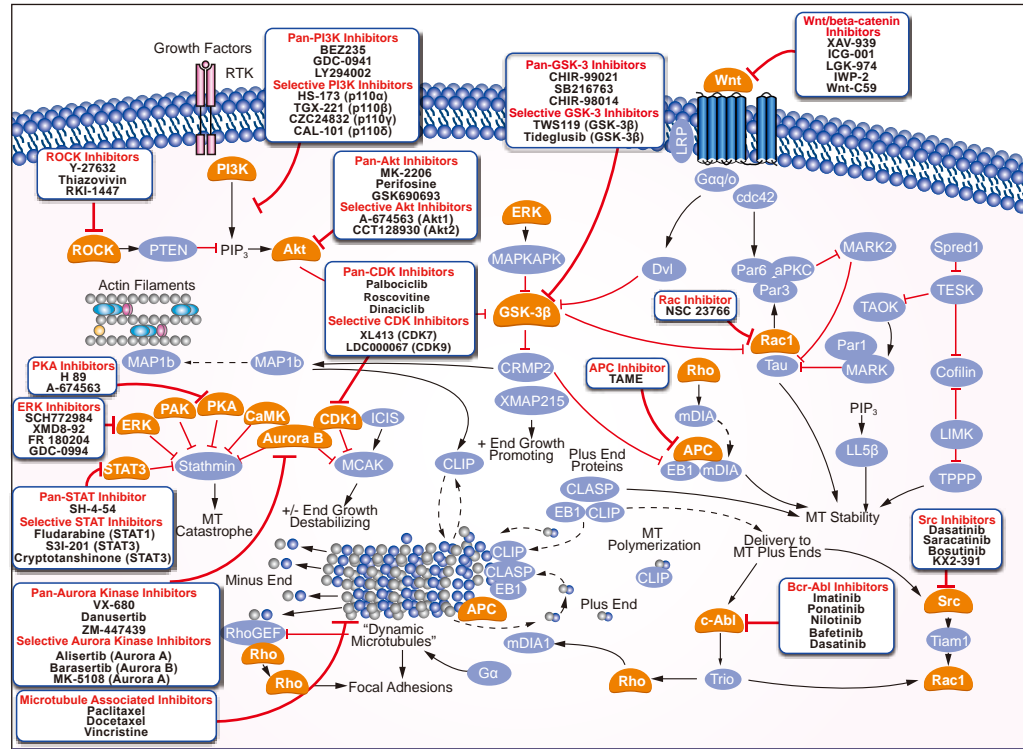 Growth Factors
RTK
Pan-PI3K Inhibitors
BEZ235
GDC-0941
LY294002
Selective PI3K Inhibitors
HS-173 (p110α)
TGX-221 (p110β)
CZC24832 (p110γ)
CAL-101 (p110δ)
Pan-GSK-3 Inhibitors
CHIR-99021
SB216763
CHIR-98014
Selective GSK-3 Inhibitors
TWS119 (GSK-3β)
Tideglusib (GSK-3β)
Wnt/beta-catenin
Inhibitors
XAV-939
ICG-001
LGK-974
IWP-2
Wnt-C59
Wnt
LRP
Gαq/o
cdc42
ROCK Inhibitors
Y-27632
Thiazovivin
RKI-1447
PI3K
Pan-Akt Inhibitors
MK-2206
Perifosine
GSK690693
Selective Akt Inhibitors
A-674563 (Akt1)
CCT128930 (Akt2)
ROCK
PTEN
PIP3
Akt
ERK
MAPKAPK
GSK-3β
Dvl
Par6
aPKC
Par3
MARK2
Spred1
TESK
TAOK
Actin Filaments
Pan-CDK Inhibitors
Palbociclib
Roscovitine
Dinaciclib
Selective CDK Inhibitors
XL413 (CDK7)
LDC000067 (CDK9)
Rac Inhibitor
NSC 23766
Rac1
Tau
Par1
MARK
Cofilin
MAP1b
MAP1b
CRMP2
XMAP215
+ End Growth
Promoting
APC Inhibitor
TAME
Rho
mDIA
APC
EB1
mDIA
PIP3
LL5β
LIMK
TPPP
PKA Inhibitors
H 89
A-674563
ERK Inhibitors
SCH772984
XMD8-92
FR 180204
GDC-0994
ERK
PAK
PKA
CaMK
Aurora B
CDK1
ICIS
STAT3
Stathmin
MCAK
CLIP
MT
Catastrophe
+/- End Growth
Destabilizing
Plus End
Proteins
CLASP
EB1
CLIP
MT Stability
Pan-STAT Inhibitor
SH-4-54
Selective STAT Inhibitors
Fludarabine (STAT1)
S3I-201 (STAT3)
Cryptotanshinone (STAT3)
MT
Polymerization
CLIP
Delivery to
MT Plus Ends
Src Inhibitors
Dasatinib
Saracatinib
Bosutinib
KX2-391
CLIP
CLASP
EB1
APC
Minus End
Plus End
Pan-Aurora Kinase Inhibitors
VX-680
Danusertib
ZM-447439
Selective Aurora Kinase Inhibitors
Alisertib (Aurora A)
Barasertib (Aurora B)
MK-5108 (Aurora A)
RhoGEF
Rho
Rho
"Dynamic
Microtubules"
Focal Adhesions
Gα
mDIA1
Rho
c-Abl
Trio
Bcr-Abl Inhibitors
Imatinib
Ponatinib
Nilotinib
Bafetinib
Dasatinib
Src
Tiam1
Rac1
Microtubule Associated Inhibitors
Paclitaxel
Docetaxel
Vincristine